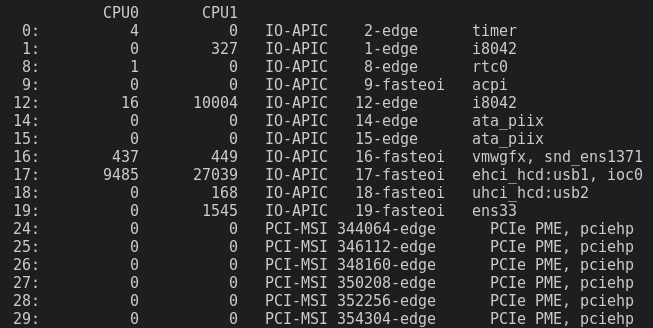 CPU0       CPU1
  0:          4          0   IO-APIC    2-edge      timer
  1:          0        327   IO-APIC    1-edge      i8042
  8:          1          0   IO-APIC    8-edge      rtc0
  9:          0          0   IO-APIC    9-fasteoi   acpi
 12:         16      10004   IO-APIC   12-edge      i8042
 14:          0          0   IO-APIC   14-edge      ata_piix
 15:          0          0   IO-APIC   15-edge      ata_piix
 16:        437        449   IO-APIC   16-fasteoi   vmwgfx, snd_ens1371
 17:       9485      27039   IO-APIC   17-fasteoi   ehci_hcd:usb1, ioc0
 18:          0        168   IO-APIC   18-fasteoi   uhci_hcd:usb2
 19:          0       1545   IO-APIC   19-fasteoi   ens33
 24:          0          0   PCI-MSI 344064-edge      PCIe PME, pciehp
 25:          0          0   PCI-MSI 346112-edge      PCIe PME, pciehp
 26:          0          0   PCI-MSI 348160-edge      PCIe PME, pciehp
 27:          0          0   PCI-MSI 350208-edge      PCIe PME, pciehp
 28:          0          0   PCI-MSI 352256-edge      PCIe PME, pciehp
 29:          0          0   PCI-MSI 354304-edge      PCIe PME, pciehp